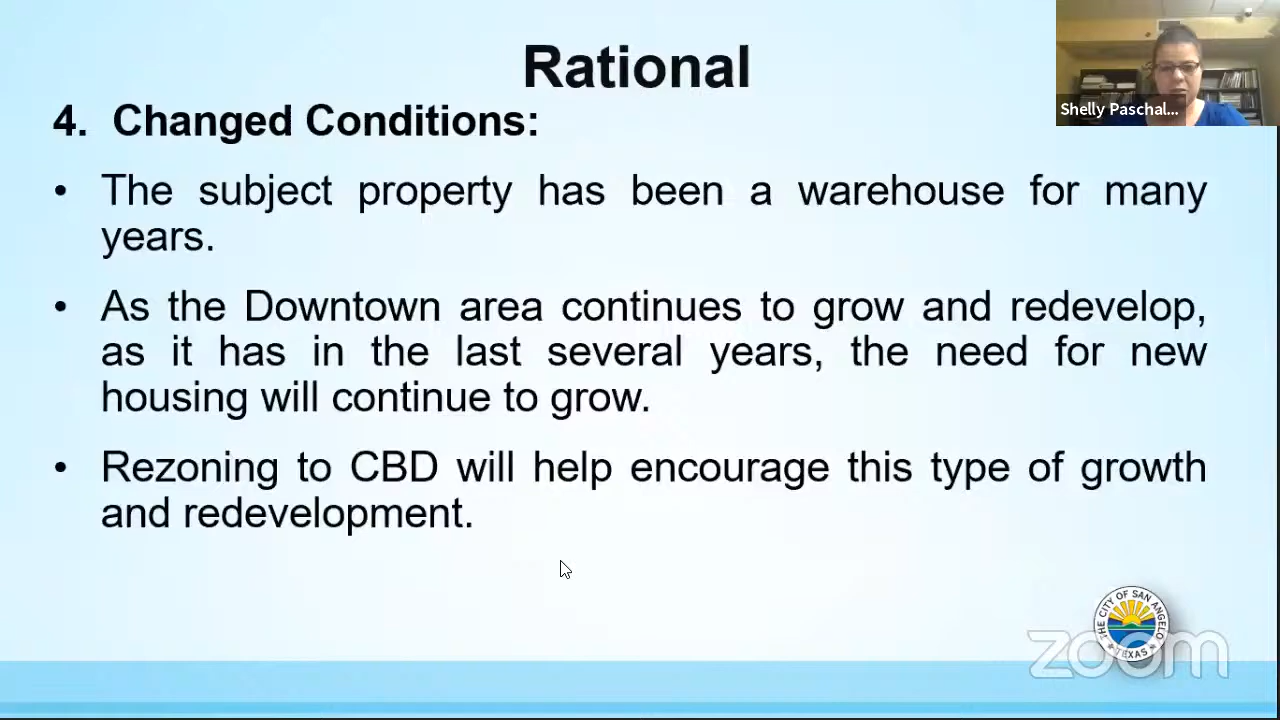 Rational
Shelly Paschal...
4. Changed Conditions:
• The subject property has been a warehouse for many
years.
• As the Downtown area continues to grow and redevelop,
as it has in the last several years, the need for new
housing will continue to grow.
• Rezoning to CBD will help encourage this type of growth
and redevelopment.
THE CITY OF SAN ANGELO
TEXAS
zoom